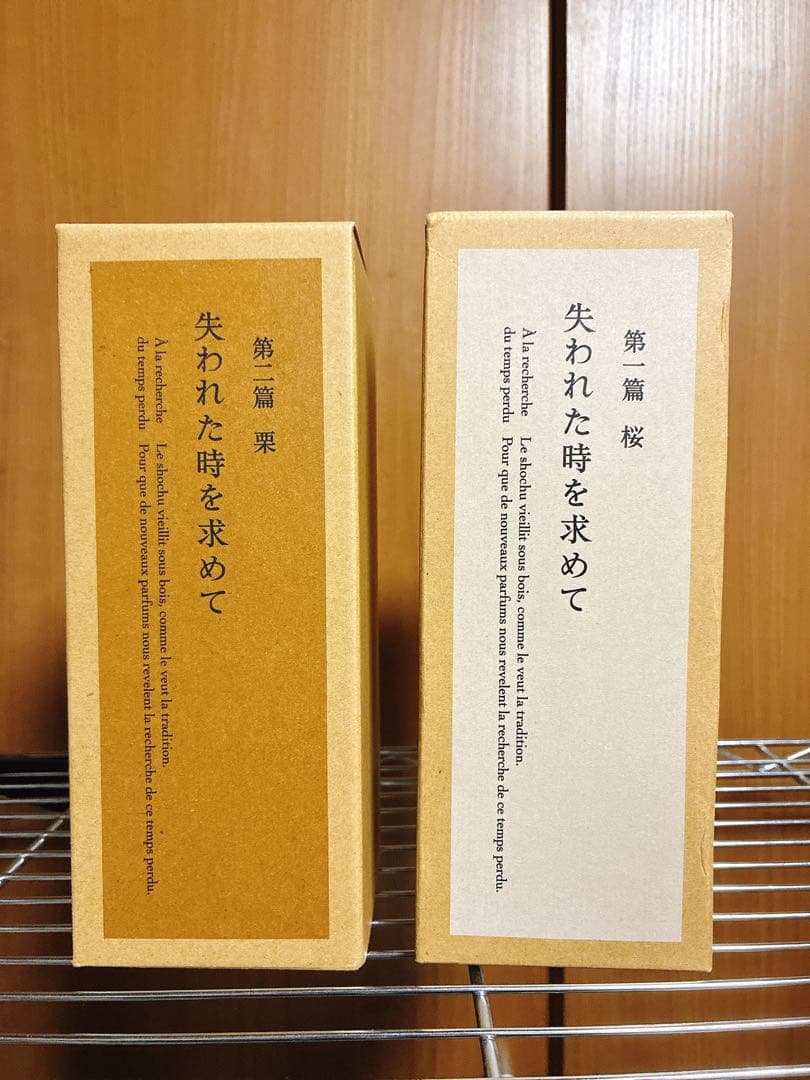 第二篇 栗
失われた時を求めて
À la recherche
du temps perdu
Le shochu vieillit sous bois, comme le veut la tradition.
Pour que de nouveaux parfums nous revelent la recherche de ce temps perdu.
第一篇 桜
失われた時を求めて
À la recherche
du temps perdu
Le shochu vieillit sous bois, comme le veut la tradition.
Pour que de nouveaux parfums nous revelent la recherche de ce temps perdu.